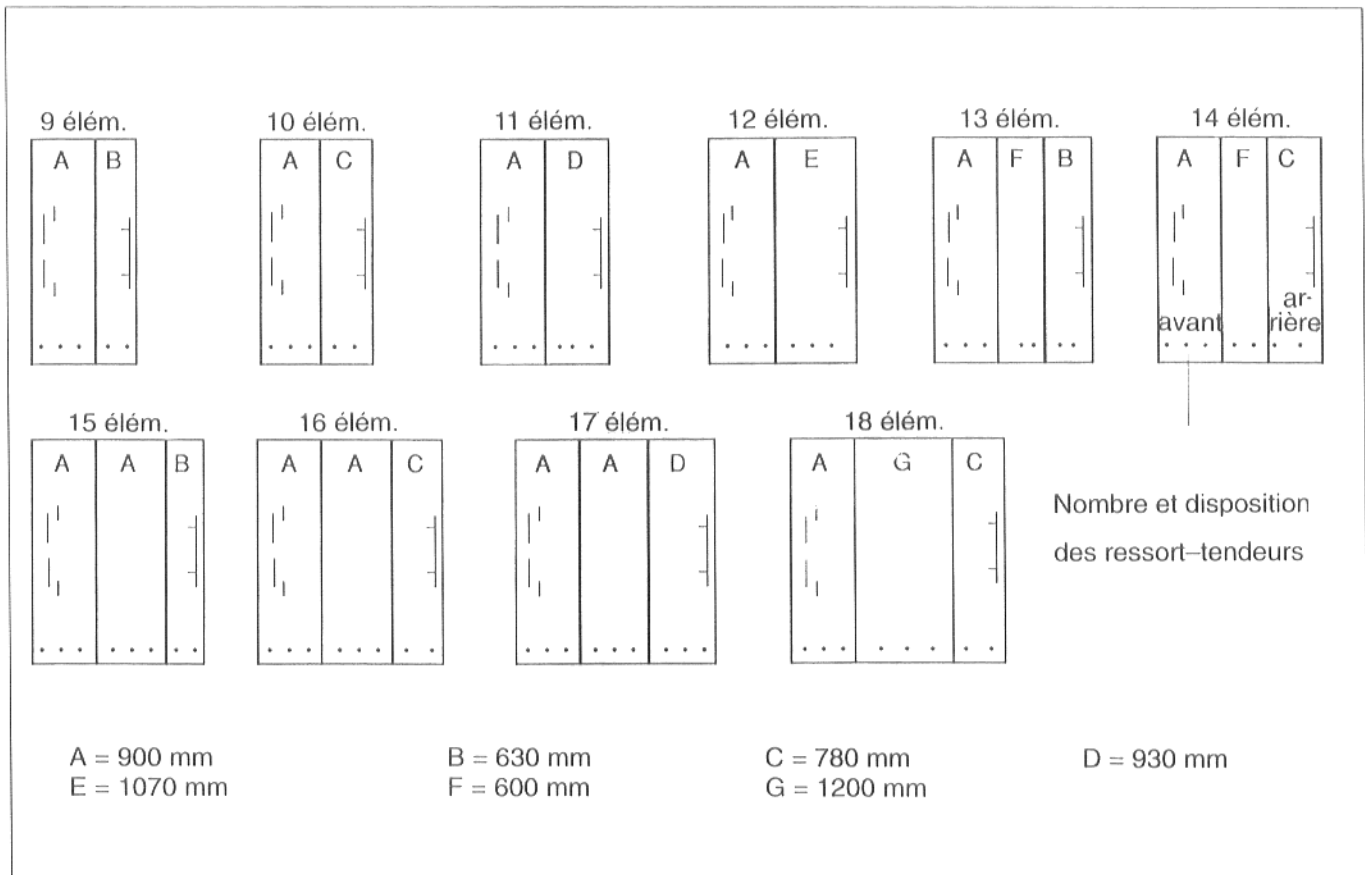 9 élém. 10 élém. 11 élém. 12 élém. 13 élém. 14 élém.
A B A C A D A E A F B A F C
avant ar-
rière
15 élém. 16 élém. 17 élém. 18 élém.
A A B A A C A A D A G C
Nombre et disposition
des ressort–tendeurs
A = 900 mm B = 630 mm C = 780 mm D = 930 mm
E = 1070 mm F = 600 mm G = 1200 mm